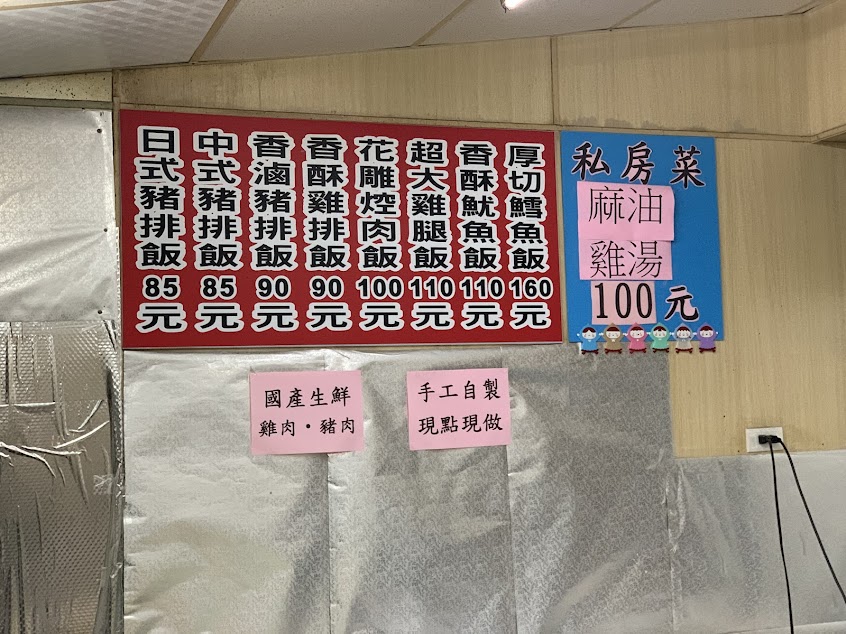 日式豬排飯85元
中式豬排飯85元
香滷豬排飯90元
香酥雞排飯90元
花雕焢肉飯100元
超大雞腿飯110元
香酥魷魚飯110元
厚切鱈魚飯160元
私房菜
麻油
雞湯
100元
國產生鮮
雞肉・豬肉
手工自製
現點現做